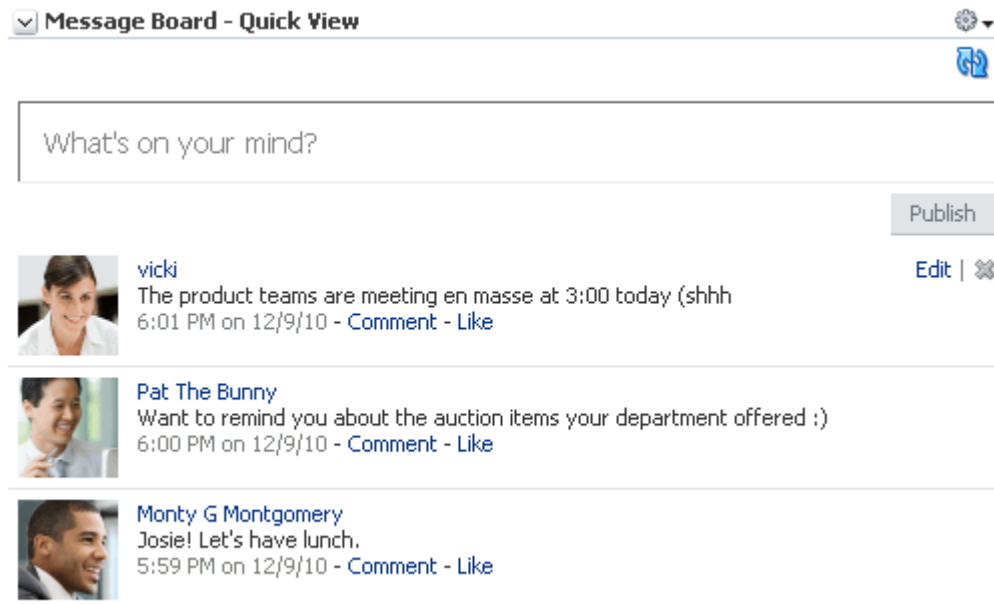 Message Board - Quick View
What's on your mind?
Publish
vicki
Edit |
The product teams are meeting en masse at 3:00 today (shhh
6:01 PM on 12/9/10 - Comment - Like
Pat The Bunny
Want to remind you about the auction items your department offered :)
6:00 PM on 12/9/10 - Comment - Like
Monty G Montgomery
Josie! Let's have lunch.
5:59 PM on 12/9/10 - Comment - Like